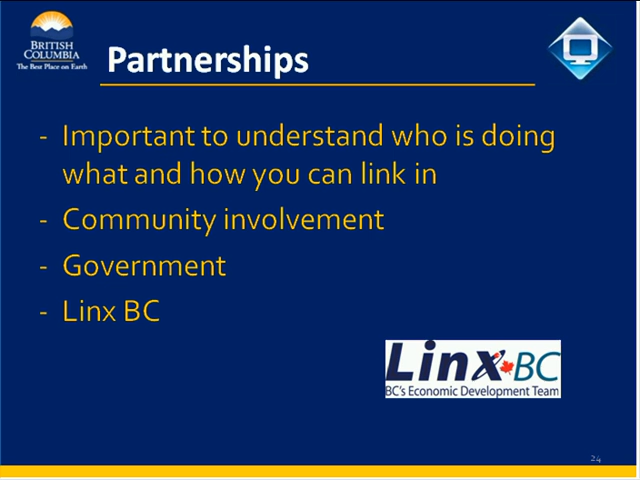 BRITISH
COLUMBIA
The Best Place on Earth
Partnerships
- Important to understand who is doing
what and how you can link in
- Community involvement
- Government
- Linx BC
Linx BC
BC's Economic Development Team
24